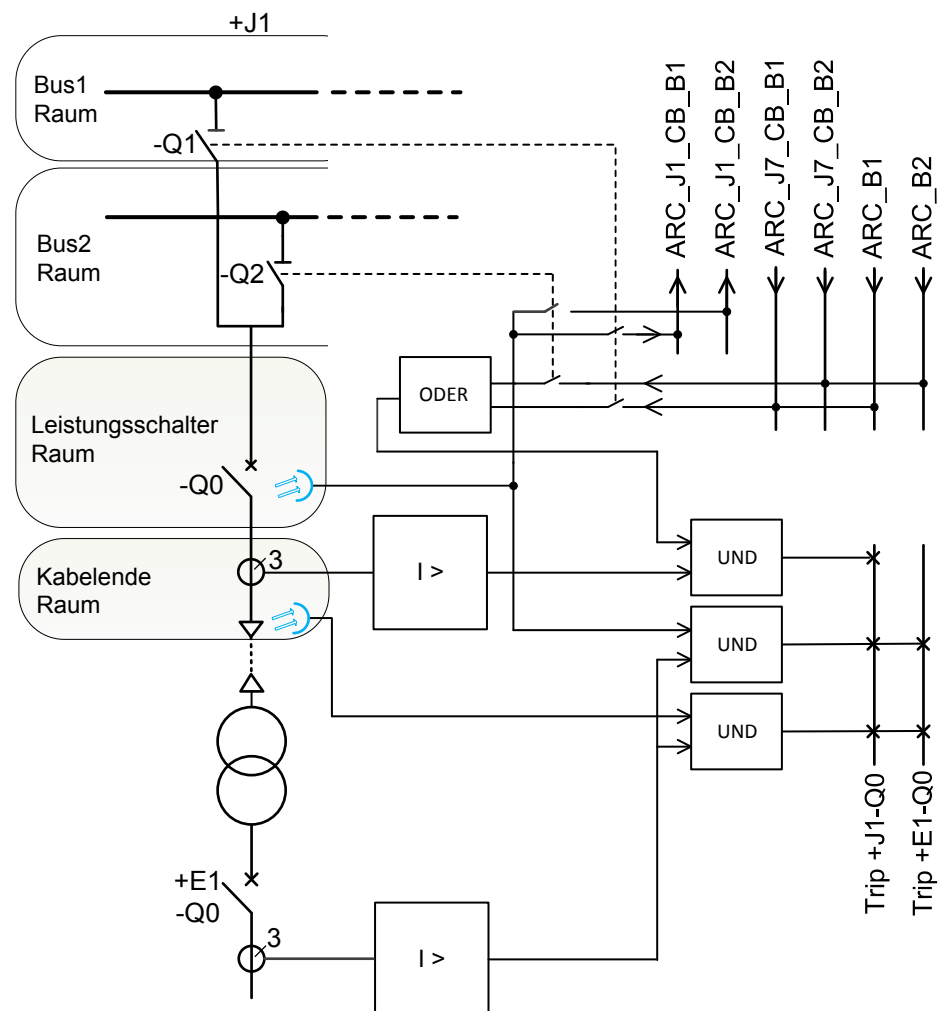 +J1
Bus1
Raum
-Q1
Bus2
Raum
-Q2
ARC_J1_CB_B1
ARC_J1_CB_B2
ARC_J7_CB_B1
ARC_J7_CB_B2
ARC_B1
ARC_B2
ODER
Leistungsschalter
Raum
-Q0
3
Kabelende
Raum
I >
UND
UND
UND
Trip +J1-Q0
Trip +E1-Q0
+E1
-Q0
3
I >